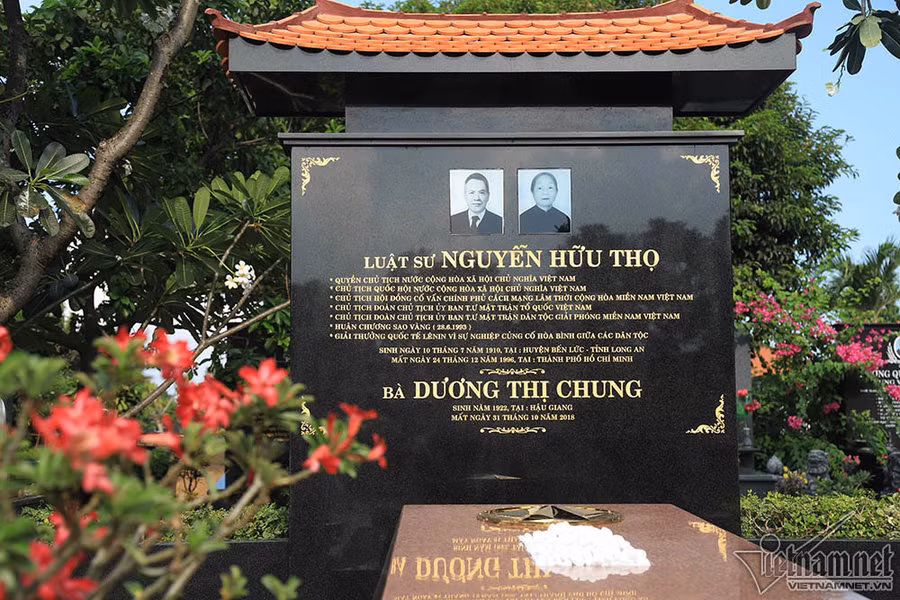 LUẬT SƯ NGUYỄN HỮU THỌ
* QUYỀN CHỦ TỊCH NƯỚC CỘNG HÒA XÃ HỘI CHỦ NGHĨA VIỆT NAM
* CHỦ TỊCH QUỐC HỘI NƯỚC CỘNG HÒA XÃ HỘI CHỦ NGHĨA VIỆT NAM
* CHỦ TỊCH HỘI ĐỒNG CỐ VẤN CHÍNH PHỦ CÁCH MẠNG LÂM THỜI CỘNG HÒA MIỀN NAM VIỆT NAM
* CHỦ TỊCH ĐOÀN CHỦ TỊCH ỦY BAN T.Ư MẶT TRẬN TỔ QUỐC VIỆT NAM
* CHỦ TỊCH ĐOÀN CHỦ TỊCH ỦY BAN T.Ư MẶT TRẬN DÂN TỘC GIẢI PHÓNG MIỀN NAM VIỆT NAM
* HUÂN CHƯƠNG SAO VÀNG ( 28.6.1993 )
* GIẢI THƯỞNG QUỐC TẾ LÊNIN VÌ SỰ NGHIỆP CỦNG CỐ HÒA BÌNH GIỮA CÁC DÂN TỘC
SINH NGÀY 10 THÁNG 7 NĂM 1910, TẠI : HUYỆN BẾN LỨC - TỈNH LONG AN
MẤT NGÀY 24 THÁNG 12 NĂM 1996, TẠI : THÀNH PHỐ HỒ CHÍ MINH
BÀ DƯƠNG THỊ CHUNG
SINH NĂM 1922, TẠI : HẬU GIANG
MẤT NGÀY 31 THÁNG 10 NĂM 2018
Vietnamnet
VIETNAMNET.VN